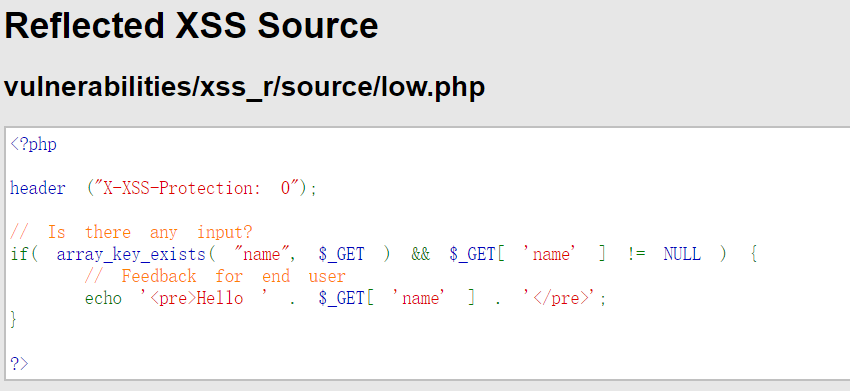 Reflected XSS Source
vulnerabilities/xss_r/source/low.php
<?php
header ("X-XSS-Protection: 0");
// Is there any input?
if( array_key_exists( "name", $_GET ) && $_GET[ 'name' ] != NULL ) {
// Feedback for end user
echo '<pre>Hello ' . $_GET[ 'name' ] . '</pre>';
}
?>